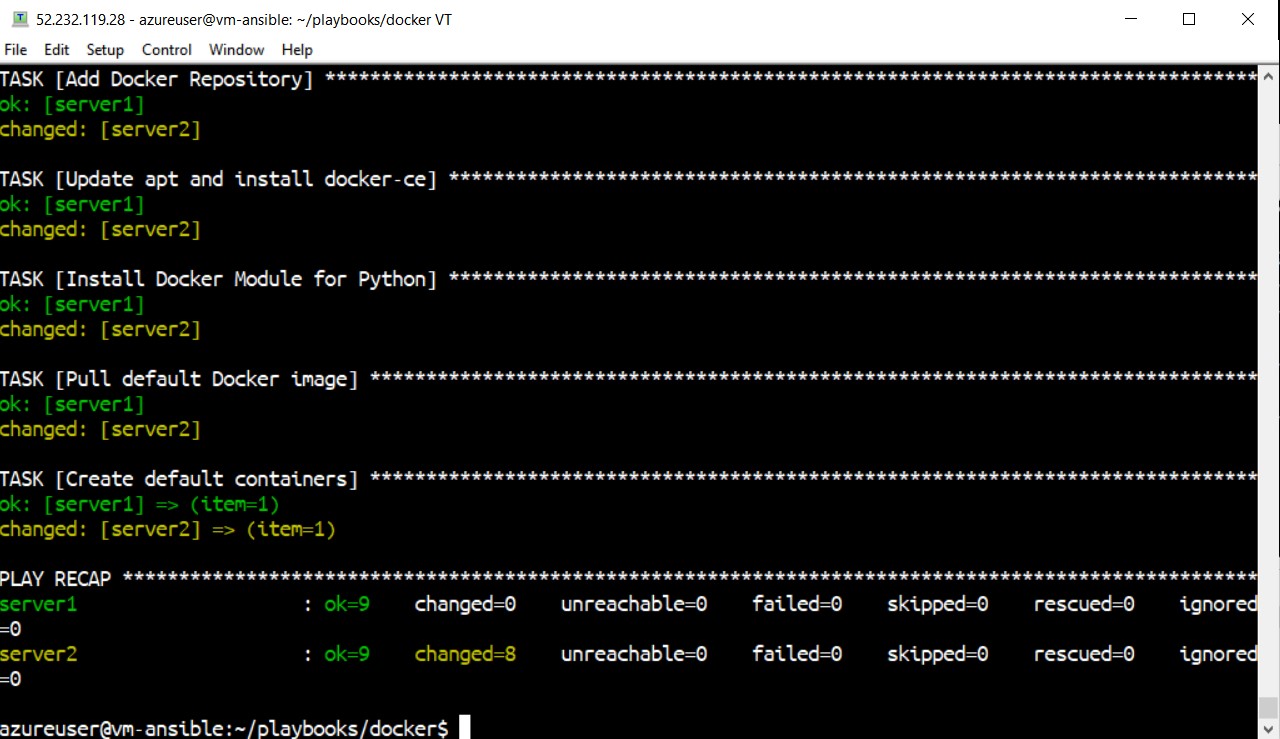 52.232.119.28 - azureuser@vm-ansible: ~/playbooks/docker VT
File Edit Setup Control Window Help
TASK [Add Docker Repository] ***********************************************************************************
ok: [server1]
changed: [server2]
TASK [Update apt and install docker-ce] ************************************************************************
ok: [server1]
changed: [server2]
TASK [Install Docker Module for Python] ************************************************************************
ok: [server1]
changed: [server2]
TASK [Pull default Docker image] *******************************************************************************
ok: [server1]
changed: [server2]
TASK [Create default containers] *******************************************************************************
ok: [server1] => (item=1)
changed: [server2] => (item=1)
PLAY RECAP *****************************************************************************************************
server1                    : ok=9    changed=0    unreachable=0    failed=0    skipped=0    rescued=0    ignored
=0
server2                    : ok=9    changed=8    unreachable=0    failed=0    skipped=0    rescued=0    ignored
=0
azureuser@vm-ansible:~/playbooks/docker$